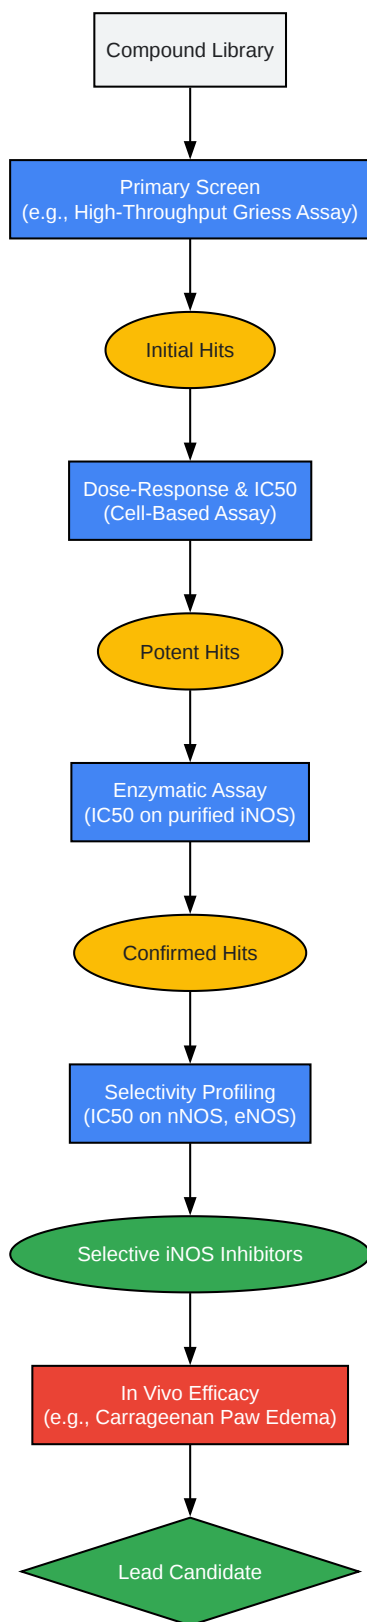 Compound Library
Primary Screen
(e.g., High-Throughput Griess Assay)
Initial Hits
Dose-Response & IC50
(Cell-Based Assay)
Potent Hits
Enzymatic Assay
(IC50 on purified iNOS)
Confirmed Hits
Selectivity Profiling
(IC50 on nNOS, eNOS)
Selective iNOS Inhibitors
In Vivo Efficacy
(e.g., Carrageenan Paw Edema)
Lead Candidate